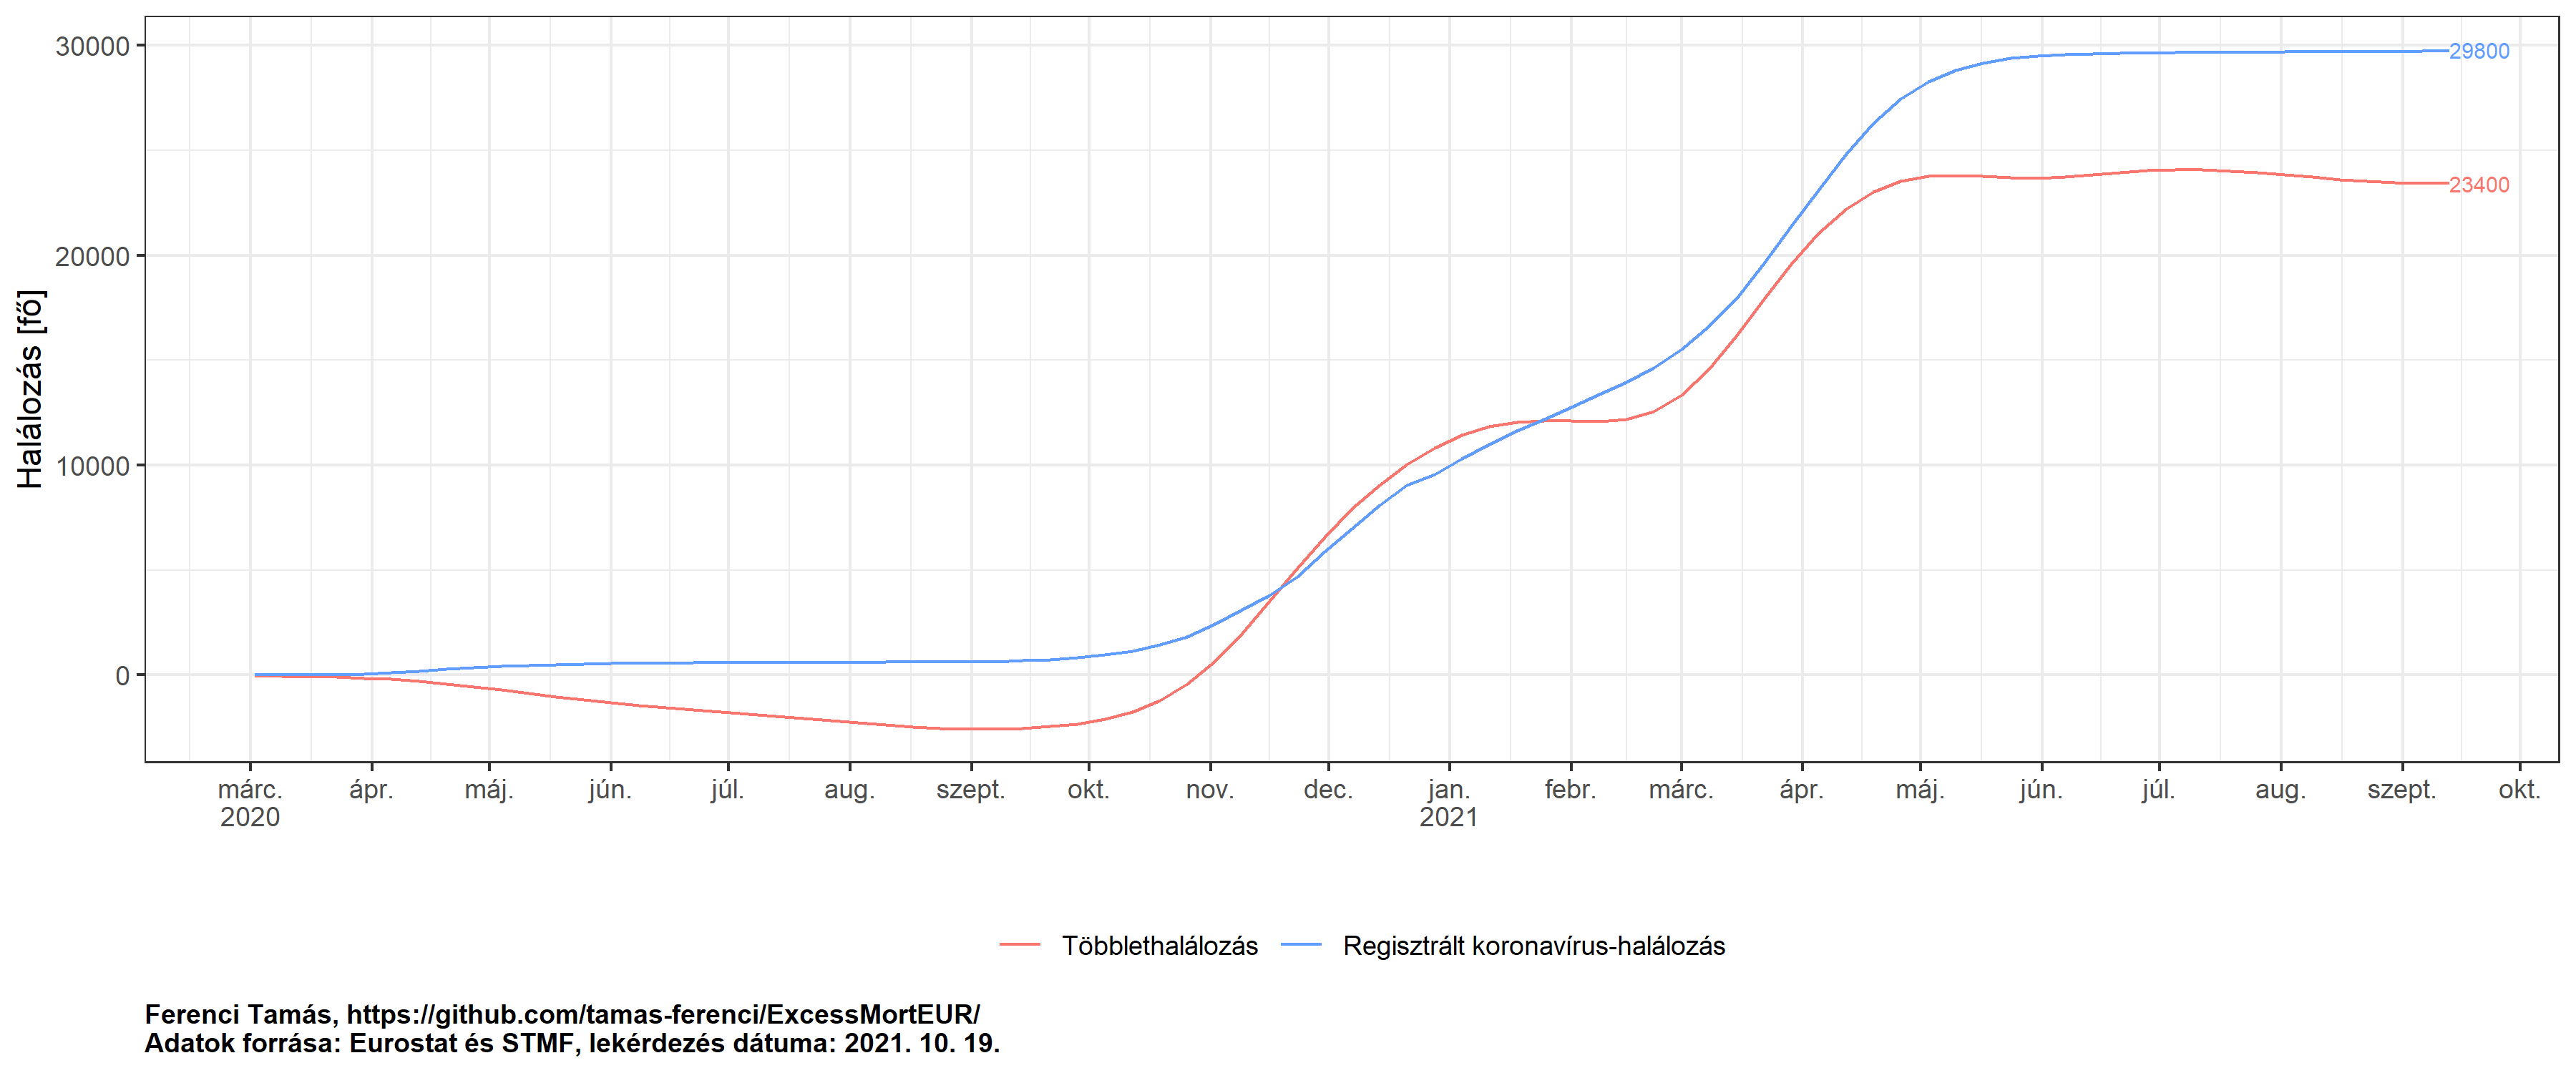 30000
20000
10000
0
Halálozás [fő]
29800
23400
márc. ápr. máj. jún. júl. aug. szept. okt. nov. dec. jan. febr. márc. ápr. máj. jún. júl. aug. szept. okt.
2020 2021
Többlethalálozás Regisztrált koronavírus-halálozás
Ferenci Tamás, https://github.com/tamas-ferenci/ExcessMortEUR/
Adatok forrása: Eurostat és STMF, lekérdezés dátuma: 2021. 10. 19.